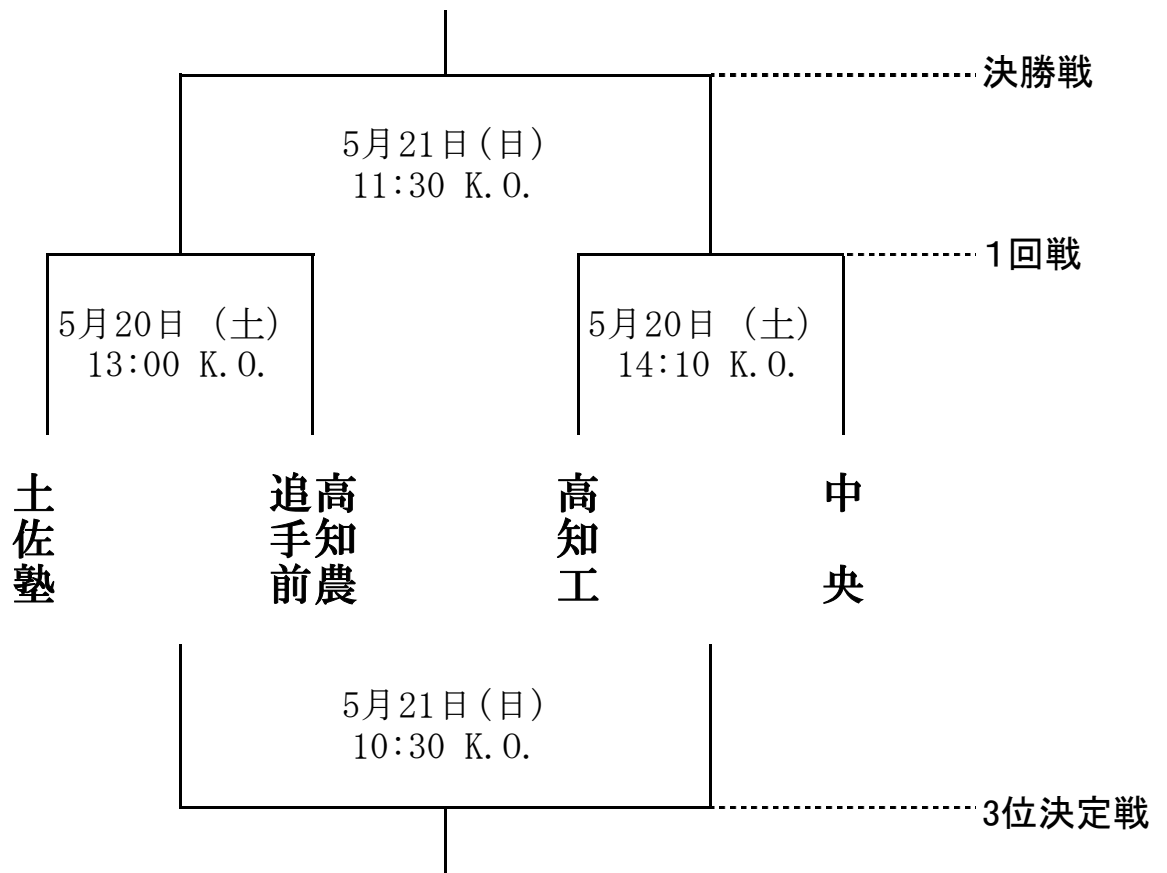 決勝戦
5月21日(日)
11:30 K.O.
1回戦
5月20日 (土)
13:00 K.O.
5月20日 (土)
14:10 K.O.
土佐塾
高知農
追手前
高知工
中央
5月21日(日)
10:30 K.O.
3位決定戦